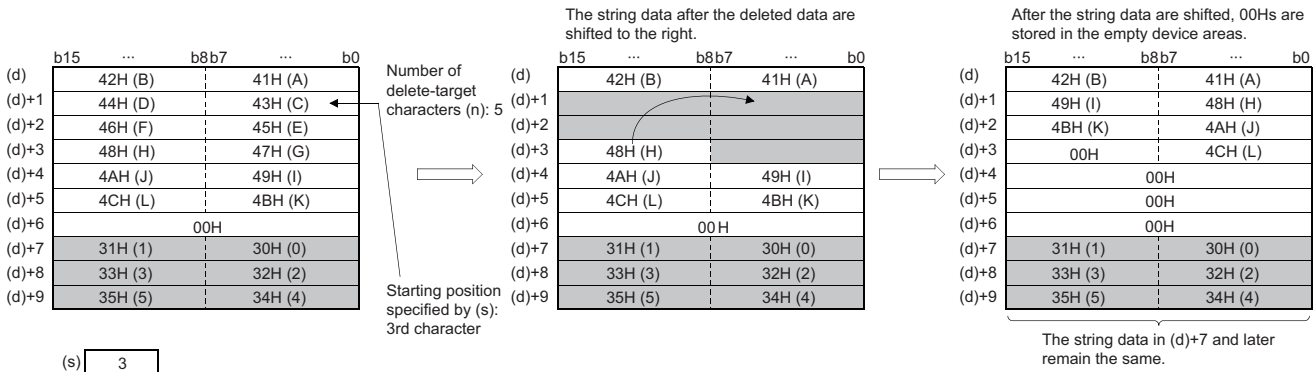 The string data after the deleted data are
shifted to the right.
After the string data are shifted, 00Hs are
stored in the empty device areas.
b15 ... b8 b7 ... b0
(d) 42H (B) 41H (A)
(d)+1 44H (D) 43H (C)
(d)+2 46H (F) 45H (E)
(d)+3 48H (H) 47H (G)
(d)+4 4AH (J) 49H (I)
(d)+5 4CH (L) 4BH (K)
(d)+6 00H
(d)+7 31H (1) 30H (0)
(d)+8 33H (3) 32H (2)
(d)+9 35H (5) 34H (4)
(s) 3
Number of
delete-target
characters (n): 5
Starting position
specified by (s):
3rd character
b15 ... b8 b7 ... b0
(d) 42H (B) 41H (A)
(d)+1
(d)+2
(d)+3 48H (H)
(d)+4 4AH (J) 49H (I)
(d)+5 4CH (L) 4BH (K)
(d)+6 00H
(d)+7 31H (1) 30H (0)
(d)+8 33H (3) 32H (2)
(d)+9 35H (5) 34H (4)
b15 ... b8 b7 ... b0
(d) 42H (B) 41H (A)
(d)+1 49H (I) 48H (H)
(d)+2 4BH (K) 4AH (J)
(d)+3 00H 4CH (L)
(d)+4 00H
(d)+5 00H
(d)+6 00H
(d)+7 31H (1) 30H (0)
(d)+8 33H (3) 32H (2)
(d)+9 35H (5) 34H (4)
The string data in (d)+7 and later
remain the same.